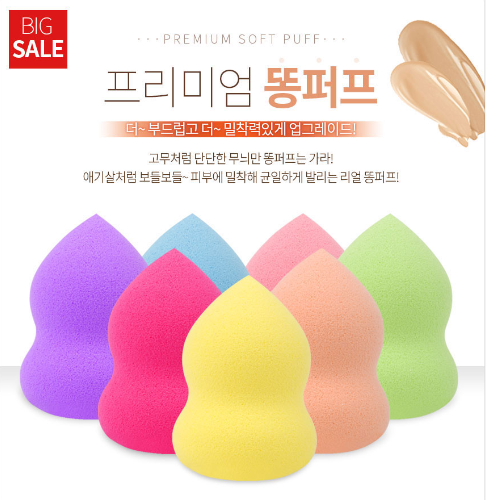 BIG
SALE
···PREMIUM SOFT PUFF···
프리미엄 똥퍼프
더~ 부드럽고 더~ 밀착력있게 업그레이드!
고무처럼 단단한 무늬만 똥퍼프는 가라!
애기살처럼 보들보들~ 피부에 밀착해 균일하게 발리는 리얼 똥퍼프!